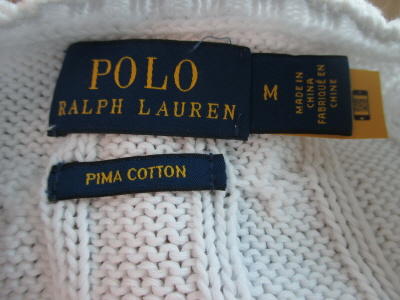 POLO
RALPH LAUREN
M
MADE IN
CHINA
FABRIQUÉ EN
CHINE
PIMA COTTON